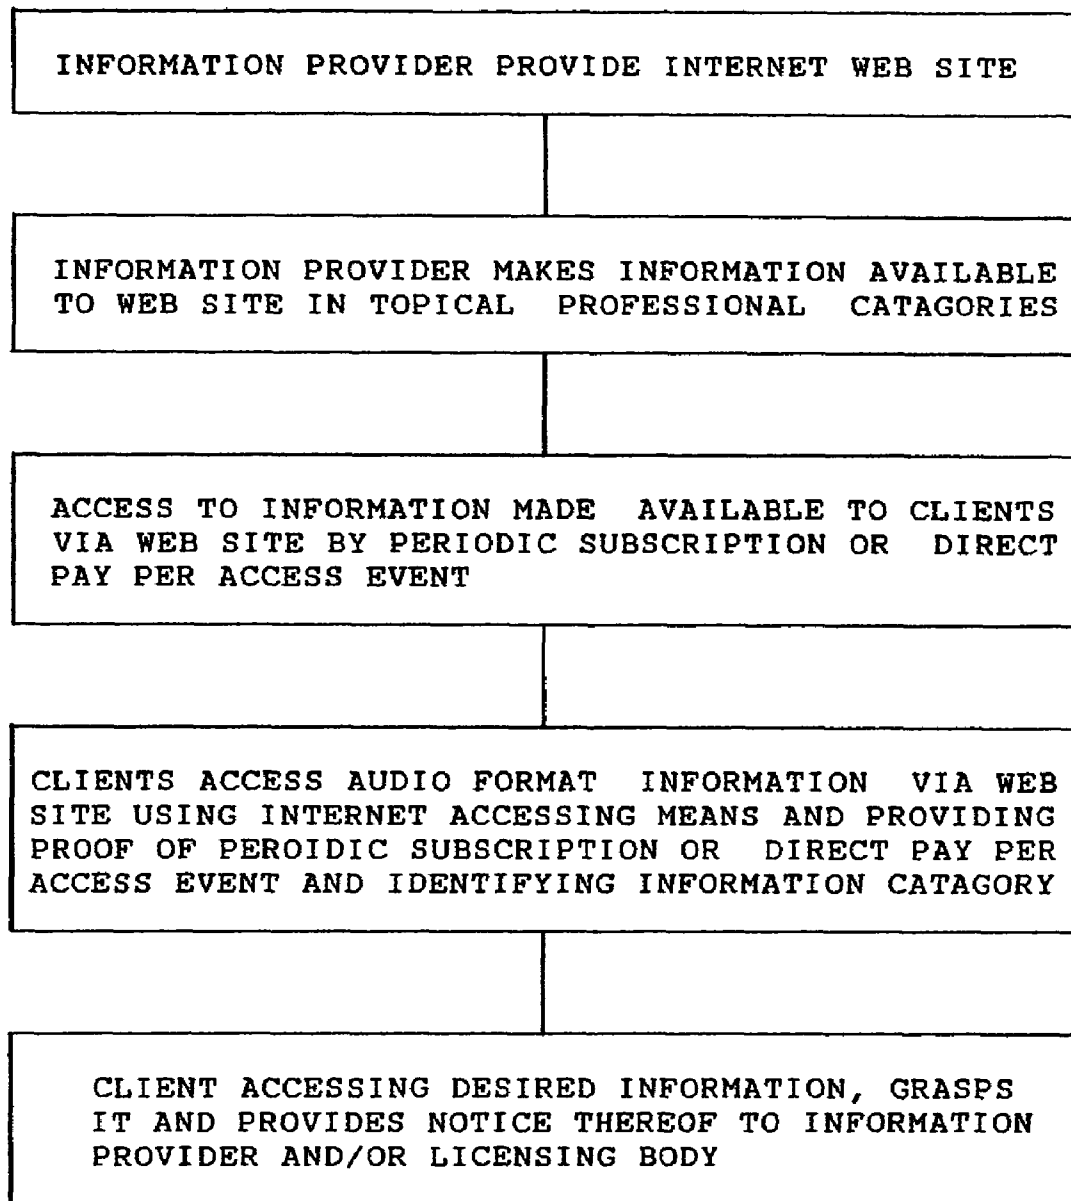 INFORMATION PROVIDER PROVIDE INTERNET WEB SITE
INFORMATION PROVIDER MAKES INFORMATION AVAILABLE
TO WEB SITE IN TOPICAL PROFESSIONAL CATAGORIES
ACCESS TO INFORMATION MADE AVAILABLE TO CLIENTS
VIA WEB SITE BY PERIODIC SUBSCRIPTION OR DIRECT
PAY PER ACCESS EVENT
CLIENTS ACCESS AUDIO FORMAT INFORMATION VIA WEB
SITE USING INTERNET ACCESSING MEANS AND PROVIDING
PROOF OF PEROIDIC SUBSCRIPTION OR DIRECT PAY PER
ACCESS EVENT AND IDENTIFYING INFORMATION CATAGORY
CLIENT ACCESSING DESIRED INFORMATION, GRASPS
IT AND PROVIDES NOTICE THEREOF TO INFORMATION
PROVIDER AND/OR LICENSING BODY